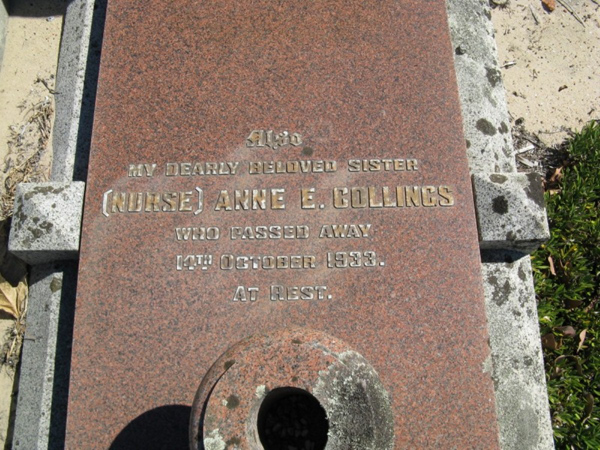 Also
MY DEARLY BELOVED SISTER
(NURSE) ANNE E. COLLINGS
WHO PASSED AWAY
14TH OCTOBER 1933.
AT REST.